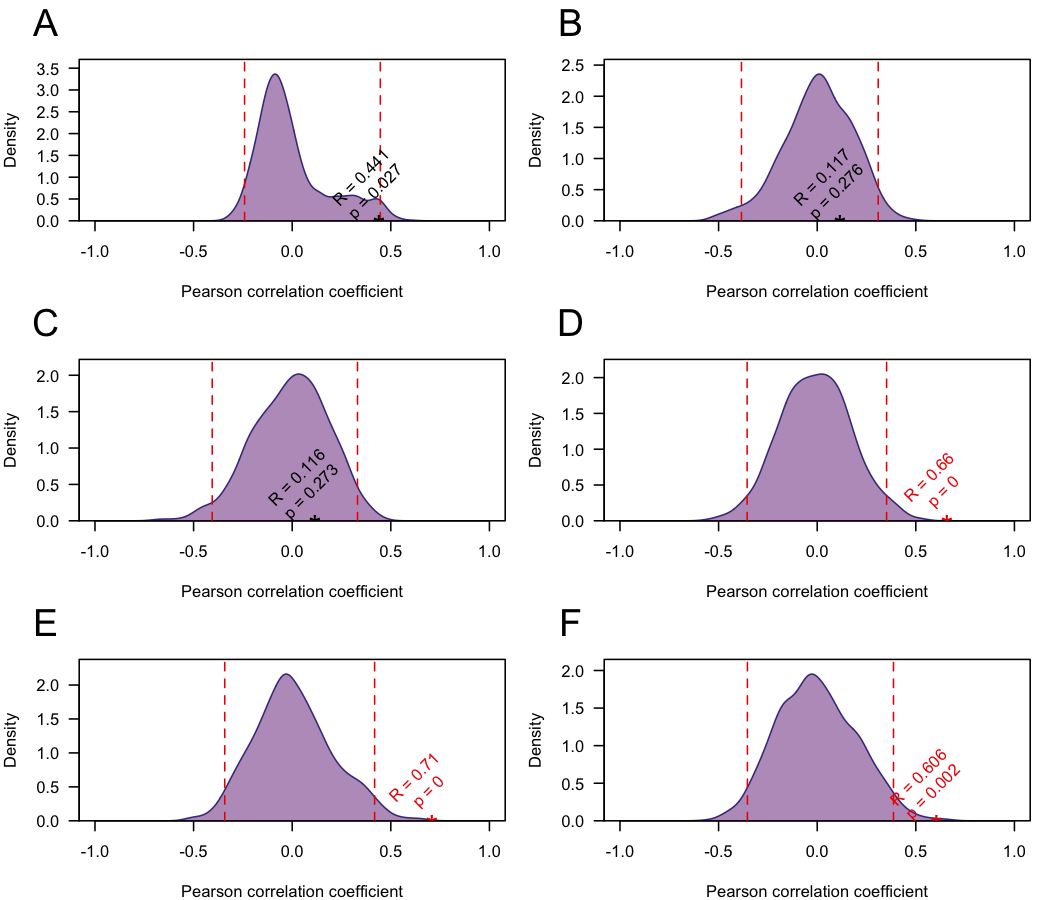 A
3.5
3.0
2.5
2.0
1.5
1.0
0.5
0.0
Density
R = 0.441
p = 0.027
-1.0 -0.5 0.0 0.5 1.0
Pearson correlation coefficient
B
2.5
2.0
1.5
1.0
0.5
0.0
Density
R = 0.117
p = 0.276
-1.0 -0.5 0.0 0.5 1.0
Pearson correlation coefficient
C
2.0
1.5
1.0
0.5
0.0
Density
R = 0.116
p = 0.273
-1.0 -0.5 0.0 0.5 1.0
Pearson correlation coefficient
D
2.0
1.5
1.0
0.5
0.0
Density
R = 0.66
p = 0
-1.0 -0.5 0.0 0.5 1.0
Pearson correlation coefficient
E
2.0
1.5
1.0
0.5
0.0
Density
R = 0.71
p = 0
-1.0 -0.5 0.0 0.5 1.0
Pearson correlation coefficient
F
2.0
1.5
1.0
0.5
0.0
Density
R = 0.606
p = 0.002
-1.0 -0.5 0.0 0.5 1.0
Pearson correlation coefficient